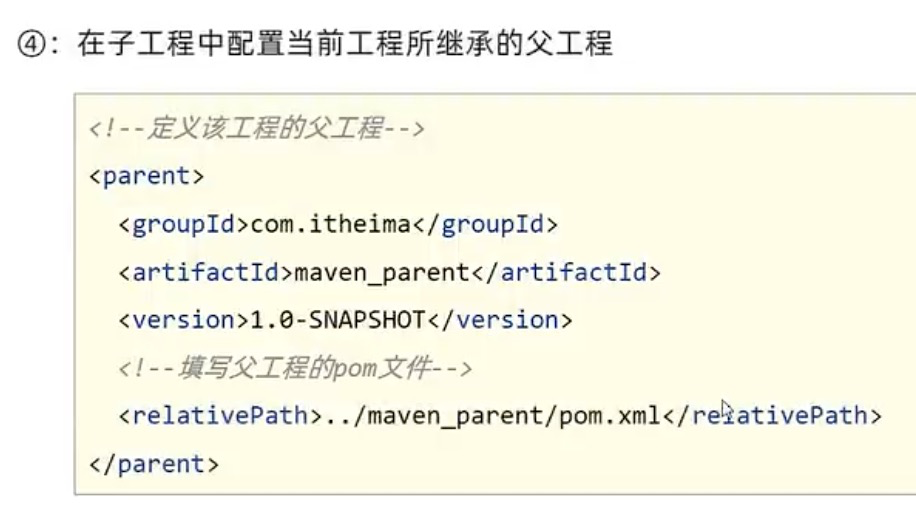 ④：在子工程中配置当前工程所继承的父工程
<!--定义该工程的父工程-->
<parent>
<groupId>com.itheima</groupId>
<artifactId>maven_parent</artifactId>
<version>1.0-SNAPSHOT</version>
<!--填写父工程的pom文件-->
<relativePath>../maven_parent/pom.xml</relativePath>
</parent>